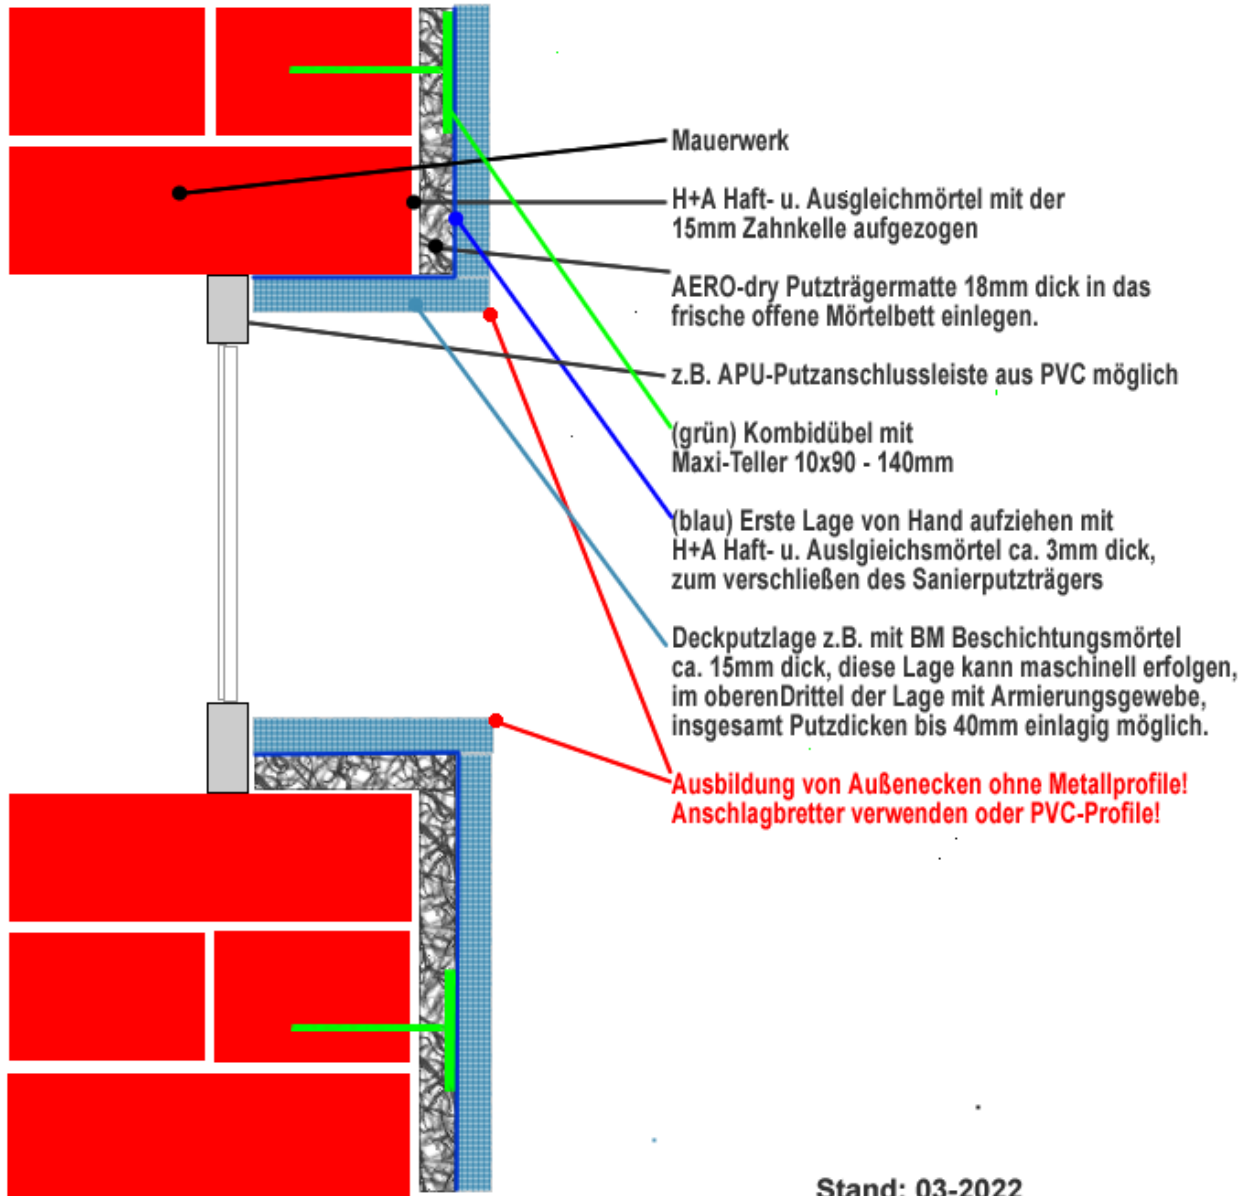 Mauerwerk
H+A Haft- u. Ausgleichmörtel mit der
15mm Zahnkelle aufgezogen
AERO-dry Putzträgermatte 18mm dick in das
frische offene Mörtelbett einlegen.
z.B. APU-Putzanschlussleiste aus PVC möglich
(grün) Kombidübel mit
Maxi-Teller 10x90 - 140mm
(blau) Erste Lage von Hand aufziehen mit
H+A Haft- u. Auslgieichsmörtel ca. 3mm dick,
zum verschließen des Sanierputzträgers
Deckputzlage z.B. mit BM Beschichtungsmörtel
ca. 15mm dick, diese Lage kann maschinell erfolgen,
im oberenDrittel der Lage mit Armierungsgewebe,
insgesamt Putzdicken bis 40mm einlagig möglich.
Ausbildung von Außenecken ohne Metallprofile!
Anschlagbretter verwenden oder PVC-Profile!
Stand: 03-2022